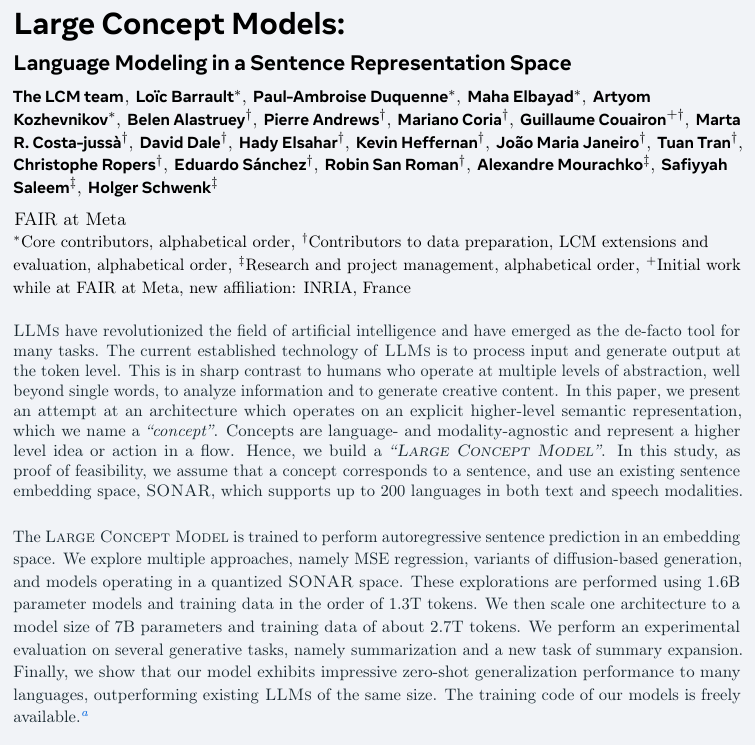 Large Concept Models:
Language Modeling in a Sentence Representation Space
The LCM team, Loïc Barrault*, Paul-Ambroise Duquenne*, Maha Elbayad*, Artyom
Kozhevnikov*, Belen Alastruey†, Pierre Andrews†, Mariano Coria†, Guillaume Couairon+†, Marta
R. Costa-jussà†, David Dale†, Hady Elsahar†, Kevin Heffernan†, João Maria Janeiro†, Tuan Tran†,
Christophe Ropers†, Eduardo Sánchez†, Robin San Roman†, Alexandre Mourachko‡, Safiyyah
Saleem‡, Holger Schwenk‡
FAIR at Meta
*Core contributors, alphabetical order, †Contributors to data preparation, LCM extensions and
evaluation, alphabetical order, ‡Research and project management, alphabetical order, +Initial work
while at FAIR at Meta, new affiliation: INRIA, France
LLMs have revolutionized the field of artificial intelligence and have emerged as the de-facto tool for
many tasks. The current established technology of LLMs is to process input and generate output at
the token level. This is in sharp contrast to humans who operate at multiple levels of abstraction, well
beyond single words, to analyze information and to generate creative content. In this paper, we present
an attempt at an architecture which operates on an explicit higher-level semantic representation,
which we name a “concept”. Concepts are language- and modality-agnostic and represent a higher
level idea or action in a flow. Hence, we build a “Large Concept Model”. In this study, as
proof of feasibility, we assume that a concept corresponds to a sentence, and use an existing sentence
embedding space, SONAR, which supports up to 200 languages in both text and speech modalities.
The Large Concept Model is trained to perform autoregressive sentence prediction in an embedding
space. We explore multiple approaches, namely MSE regression, variants of diffusion-based generation,
and models operating in a quantized SONAR space. These explorations are performed using 1.6B
parameter models and training data in the order of 1.3T tokens. We then scale one architecture to a
model size of 7B parameters and training data of about 2.7T tokens. We perform an experimental
evaluation on several generative tasks, namely summarization and a new task of summary expansion.
Finally, we show that our model exhibits impressive zero-shot generalization performance to many
languages, outperforming existing LLMs of the same size. The training code of our models is freely
available.a